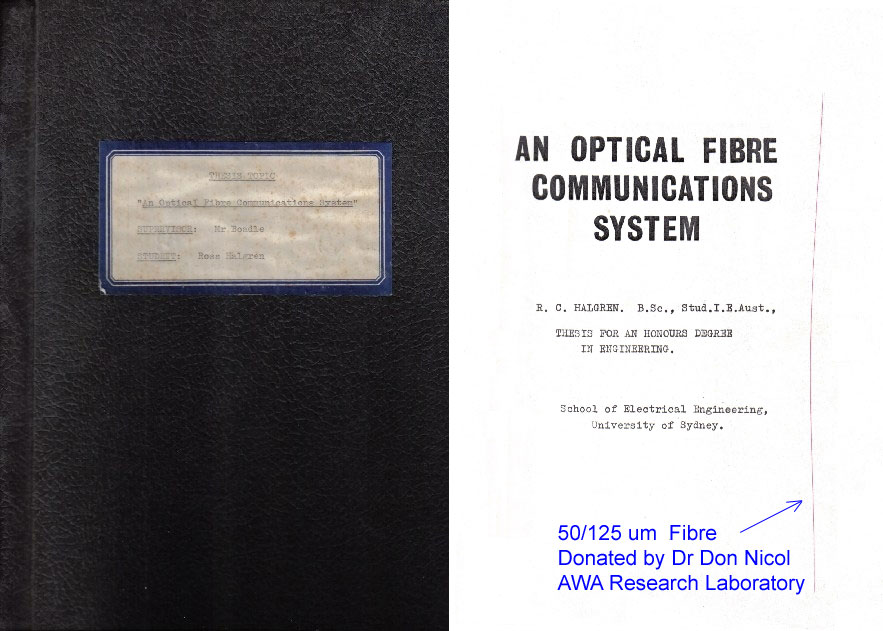 THESIS TOPIC
"An Optical Fibre Communications System"
SUPERVISOR: Mr.Boadle
STUDENT: Ross Halgren
AN OPTICAL FIBRE
COMMUNICATIONS
SYSTEM
R. C. HALGREN. B.Sc., Stud.I.E.Aust.,
THESIS FOR AN HONOURS DEGREE
IN ENGINEERING.
School of Electrical Engineering,
University of Sydney.
50/125 um Fibre
Donated by Dr Don Nicol
AWA Research Laboratory